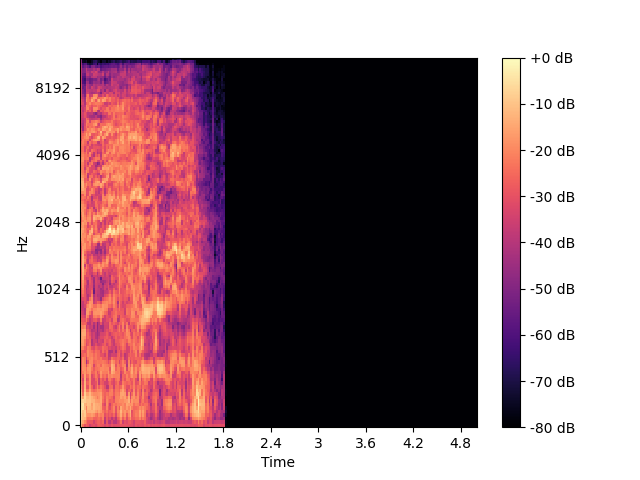 Hz
8192
4096
2048
1024
512
0
0 0.6 1.2 1.8 2.4 3 3.6 4.2 4.8
Time
+0 dB
-10 dB
-20 dB
-30 dB
-40 dB
-50 dB
-60 dB
-70 dB
-80 dB